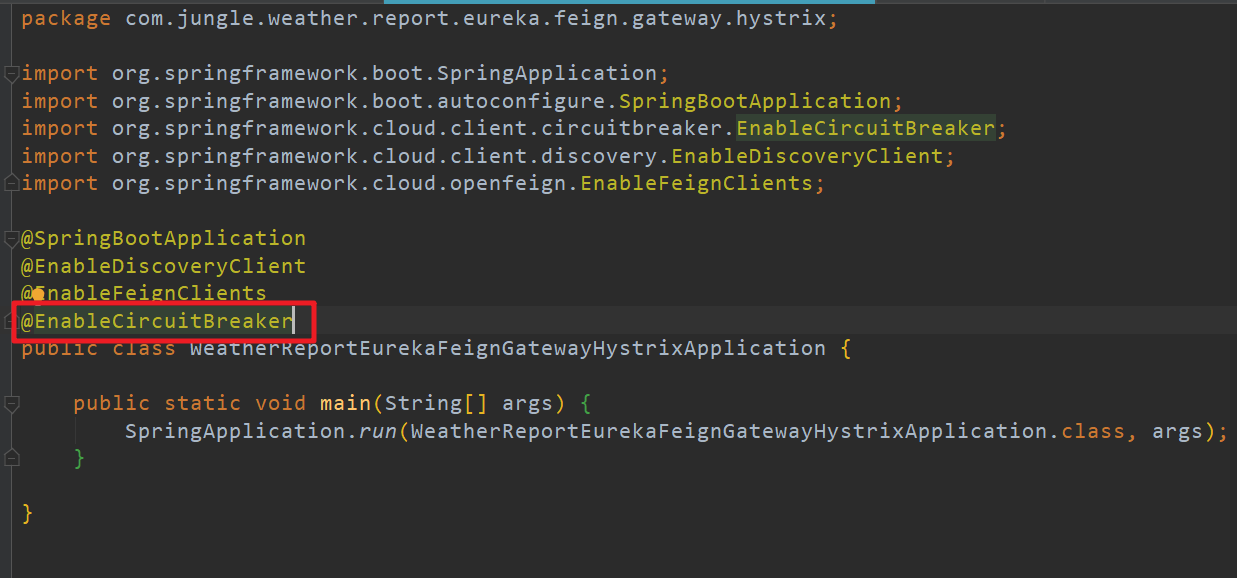 package com.jungle.weather.report.eureka.feign.gateway.hystrix;
import org.springframework.boot.SpringApplication;
import org.springframework.boot.autoconfigure.SpringBootApplication;
import org.springframework.cloud.client.circuitbreaker.EnableCircuitBreaker;
import org.springframework.cloud.client.discovery.EnableDiscoveryClient;
import org.springframework.cloud.openfeign.EnableFeignClients;
@SpringBootApplication
@EnableDiscoveryClient
@EnableFeignClients
@EnableCircuitBreaker
public class WeatherReportEurekaFeignGatewayHystrixApplication {
public static void main(String[] args) {
SpringApplication.run(WeatherReportEurekaFeignGatewayHystrixApplication.class, args);
}
}